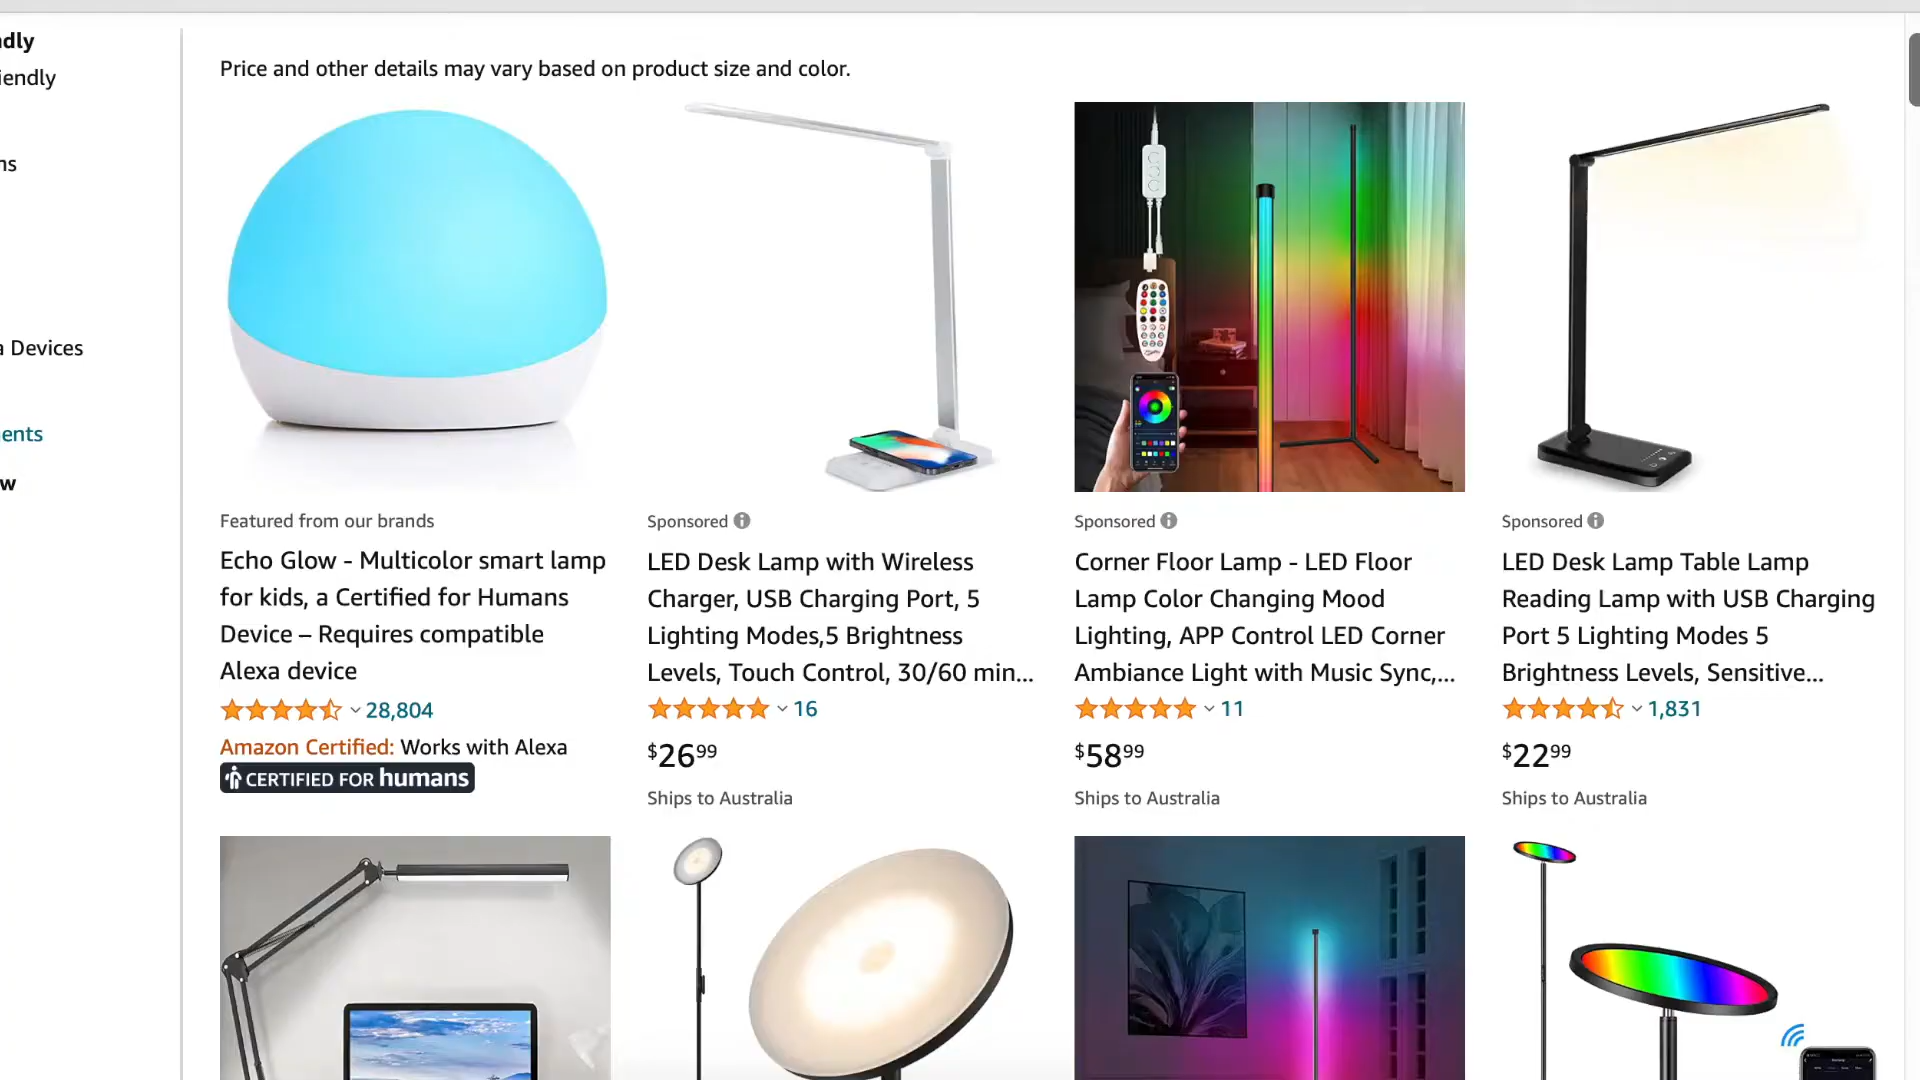 dly
iendly
ns
a Devices
ents
w
Price and other details may vary based on product size and color.
Featured from our brands
Echo Glow - Multicolor smart lamp
for kids, a Certified for Humans
Device – Requires compatible
Alexa device
28,804
Amazon Certified: Works with Alexa
CERTIFIED FOR humans
Sponsored
LED Desk Lamp with Wireless
Charger, USB Charging Port, 5
Lighting Modes,5 Brightness
Levels, Touch Control, 30/60 min...
16
$26⁹⁹
Ships to Australia
Sponsored
Corner Floor Lamp - LED Floor
Lamp Color Changing Mood
Lighting, APP Control LED Corner
Ambiance Light with Music Sync,...
11
$58⁹⁹
Ships to Australia
Sponsored
LED Desk Lamp Table Lamp
Reading Lamp with USB Charging
Port 5 Lighting Modes 5
Brightness Levels, Sensitive...
1,831
$22⁹⁹
Ships to Australia